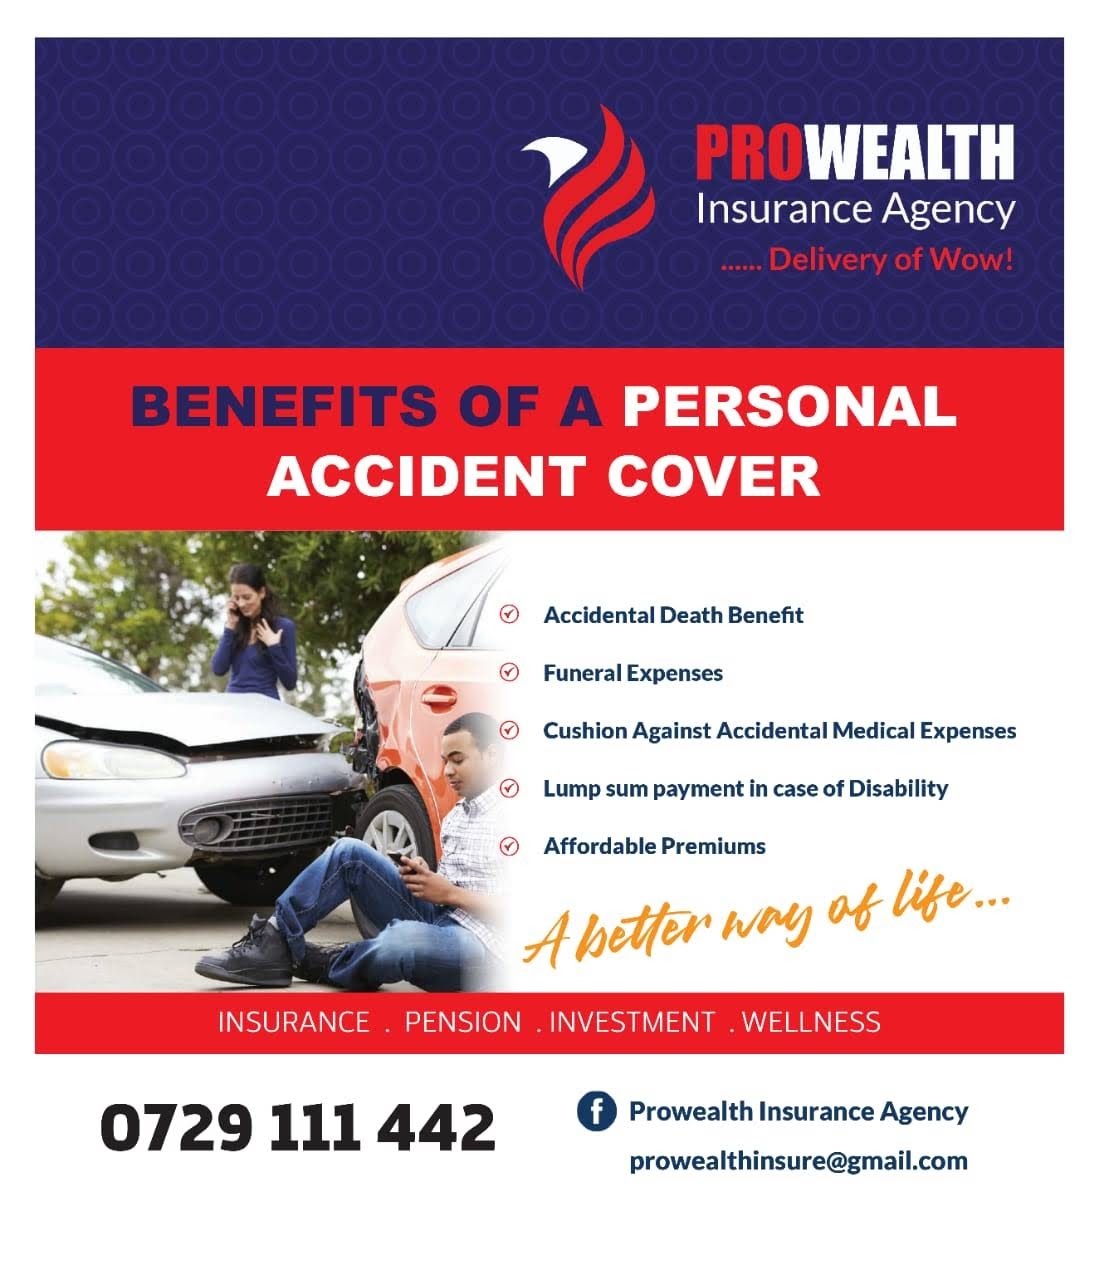 PROWEALTH
Insurance Agency
...... Delivery of Wow!
BENEFITS OF A PERSONAL
ACCIDENT COVER
Accidental Death Benefit
Funeral Expenses
Cushion Against Accidental Medical Expenses
Lump sum payment in case of Disability
Affordable Premiums
A better way of life...
INSURANCE . PENSION . INVESTMENT . WELLNESS
0729 111 442
f Prowealth Insurance Agency
prowealthinsure@gmail.com